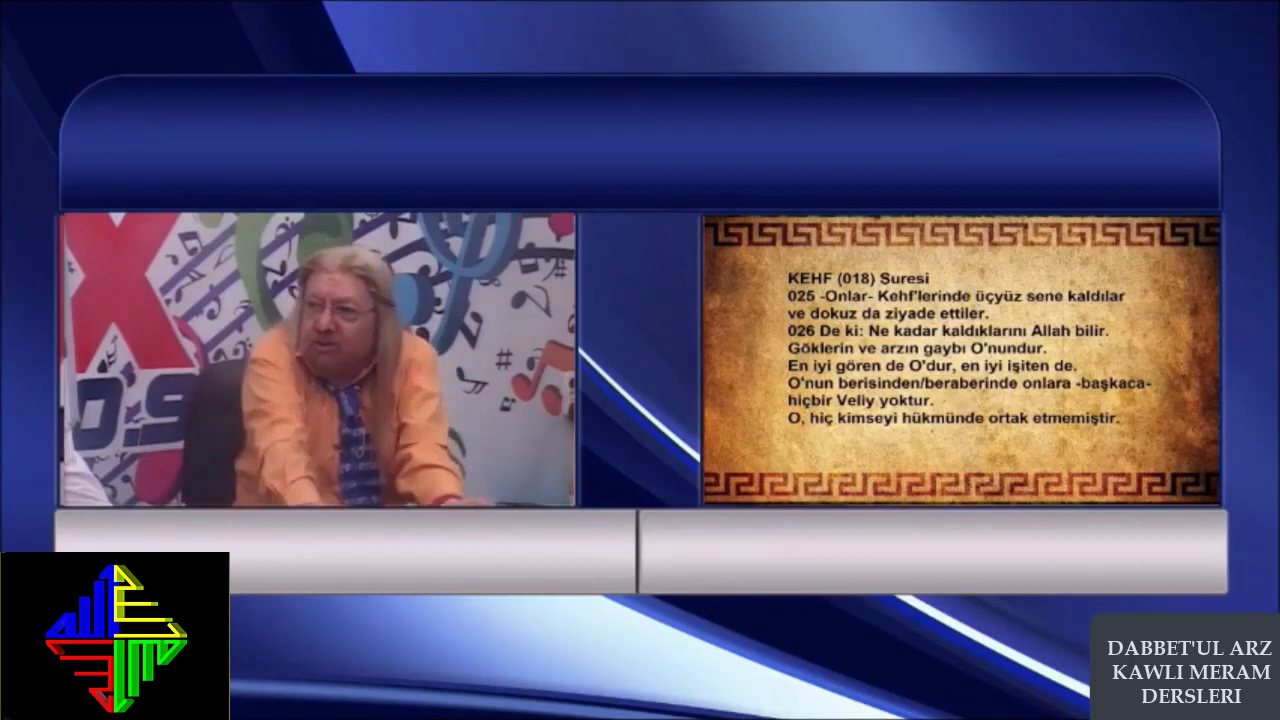 X
KEHF (018) Suresi
025 -Onlar- Kehf'lerinde üçyüz sene kaldılar
ve dokuz da ziyade ettiler.
026 De ki: Ne kadar kaldıklarını Allah bilir.
Göklerin ve arzın gaybı O'nundur.
En iyi gören de O'dur, en iyi işiten de.
O'nun berisinden/beraberinde onlara -başkaca-
hiçbir Veliy yoktur.
O, hiç kimseyi hükmünde ortak etmemiştir.
DABBET'UL ARZ
KAWLI MERAM
DERSLERI